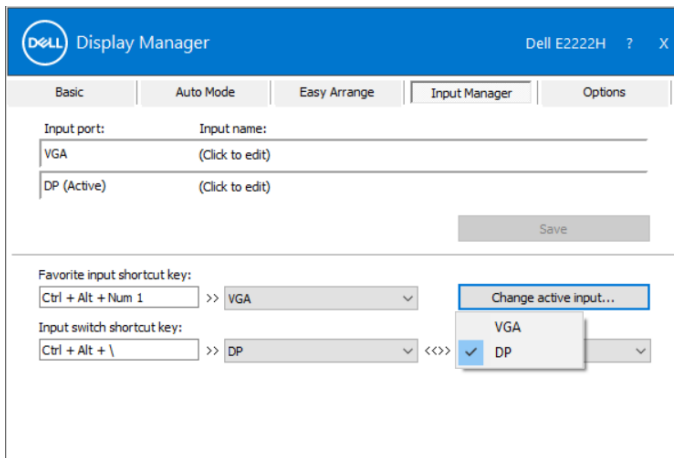 DELL Display Manager Dell E2222H ? X
Basic Auto Mode Easy Arrange Input Manager Options
Input port: Input name:
VGA (Click to edit)
DP (Active) (Click to edit)
Save
Favorite input shortcut key:
Ctrl + Alt + Num 1 >> VGA Change active input...
Input switch shortcut key:
VGA
Ctrl + Alt + \ >> DP <<>> DP